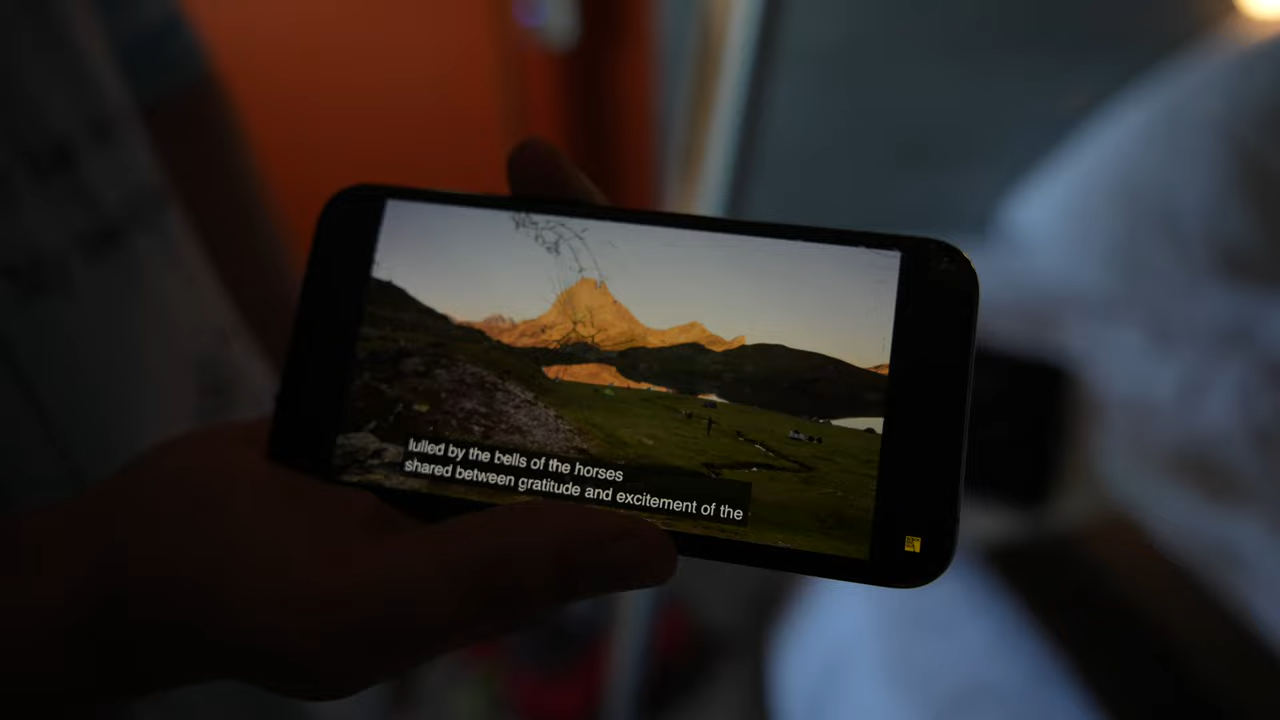 lulled by the bells of the horses
shared between gratitude and excitement of the